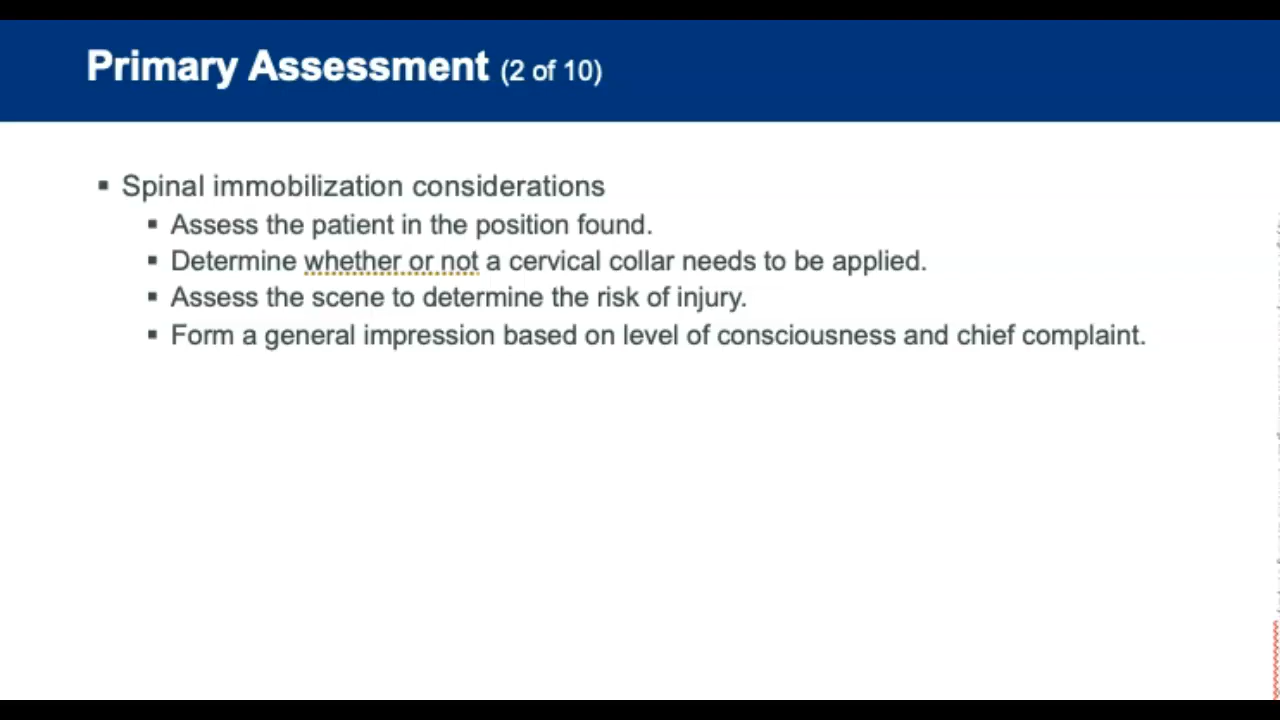 Primary Assessment (2 of 10)
▪ Spinal immobilization considerations
▪ Assess the patient in the position found.
▪ Determine whether or not a cervical collar needs to be applied.
▪ Assess the scene to determine the risk of injury.
▪ Form a general impression based on level of consciousness and chief complaint.